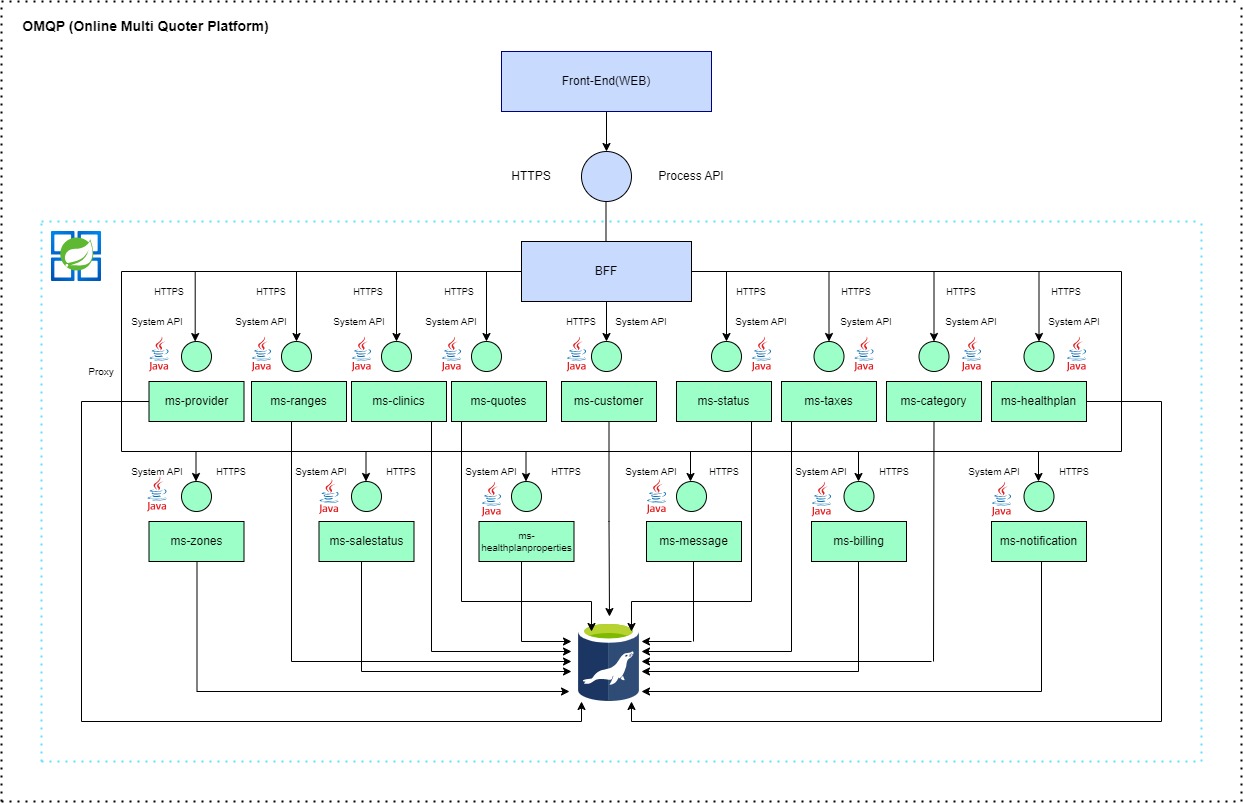 OMQP (Online Multi Quoter Platform)
Front-End(WEB)
HTTPS
Process API
BFF
HTTPS
HTTPS
HTTPS
HTTPS
HTTPS
HTTPS
HTTPS
HTTPS
System API
System API
System API
System API
HTTPS
System API
System API
System API
System API
System API
Java
Java
Java
Java
Java
Java
Java
Java
Java
Proxy
ms-provider
ms-ranges
ms-clinics
ms-quotes
ms-customer
ms-status
ms-taxes
ms-category
ms-healthplan
System API
HTTPS
System API
HTTPS
System API
HTTPS
System API
HTTPS
System API
HTTPS
System API
HTTPS
Java
Java
Java
Java
Java
Java
ms-zones
ms-salestatus
ms-
healthplanproperties
ms-message
ms-billing
ms-notification